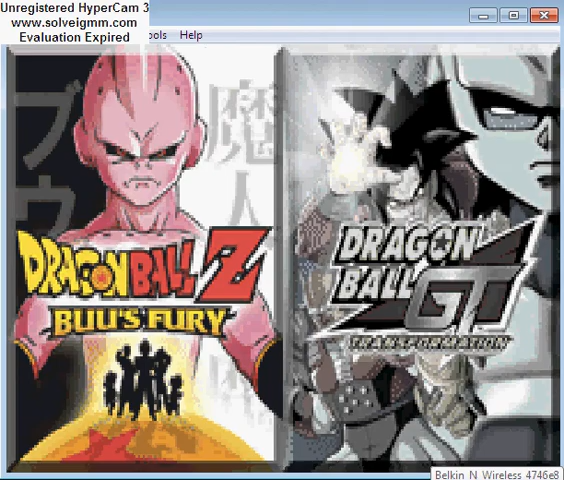 Unregistered HyperCam 3
www.solveigmm.com
Evaluation Expired
ools Help
ブウ
魔人
DRAGON BALL Z
BUU'S FURY
DRAGON
BALL GT
TRANSFORMATION
Belkin N Wireless 4746e8